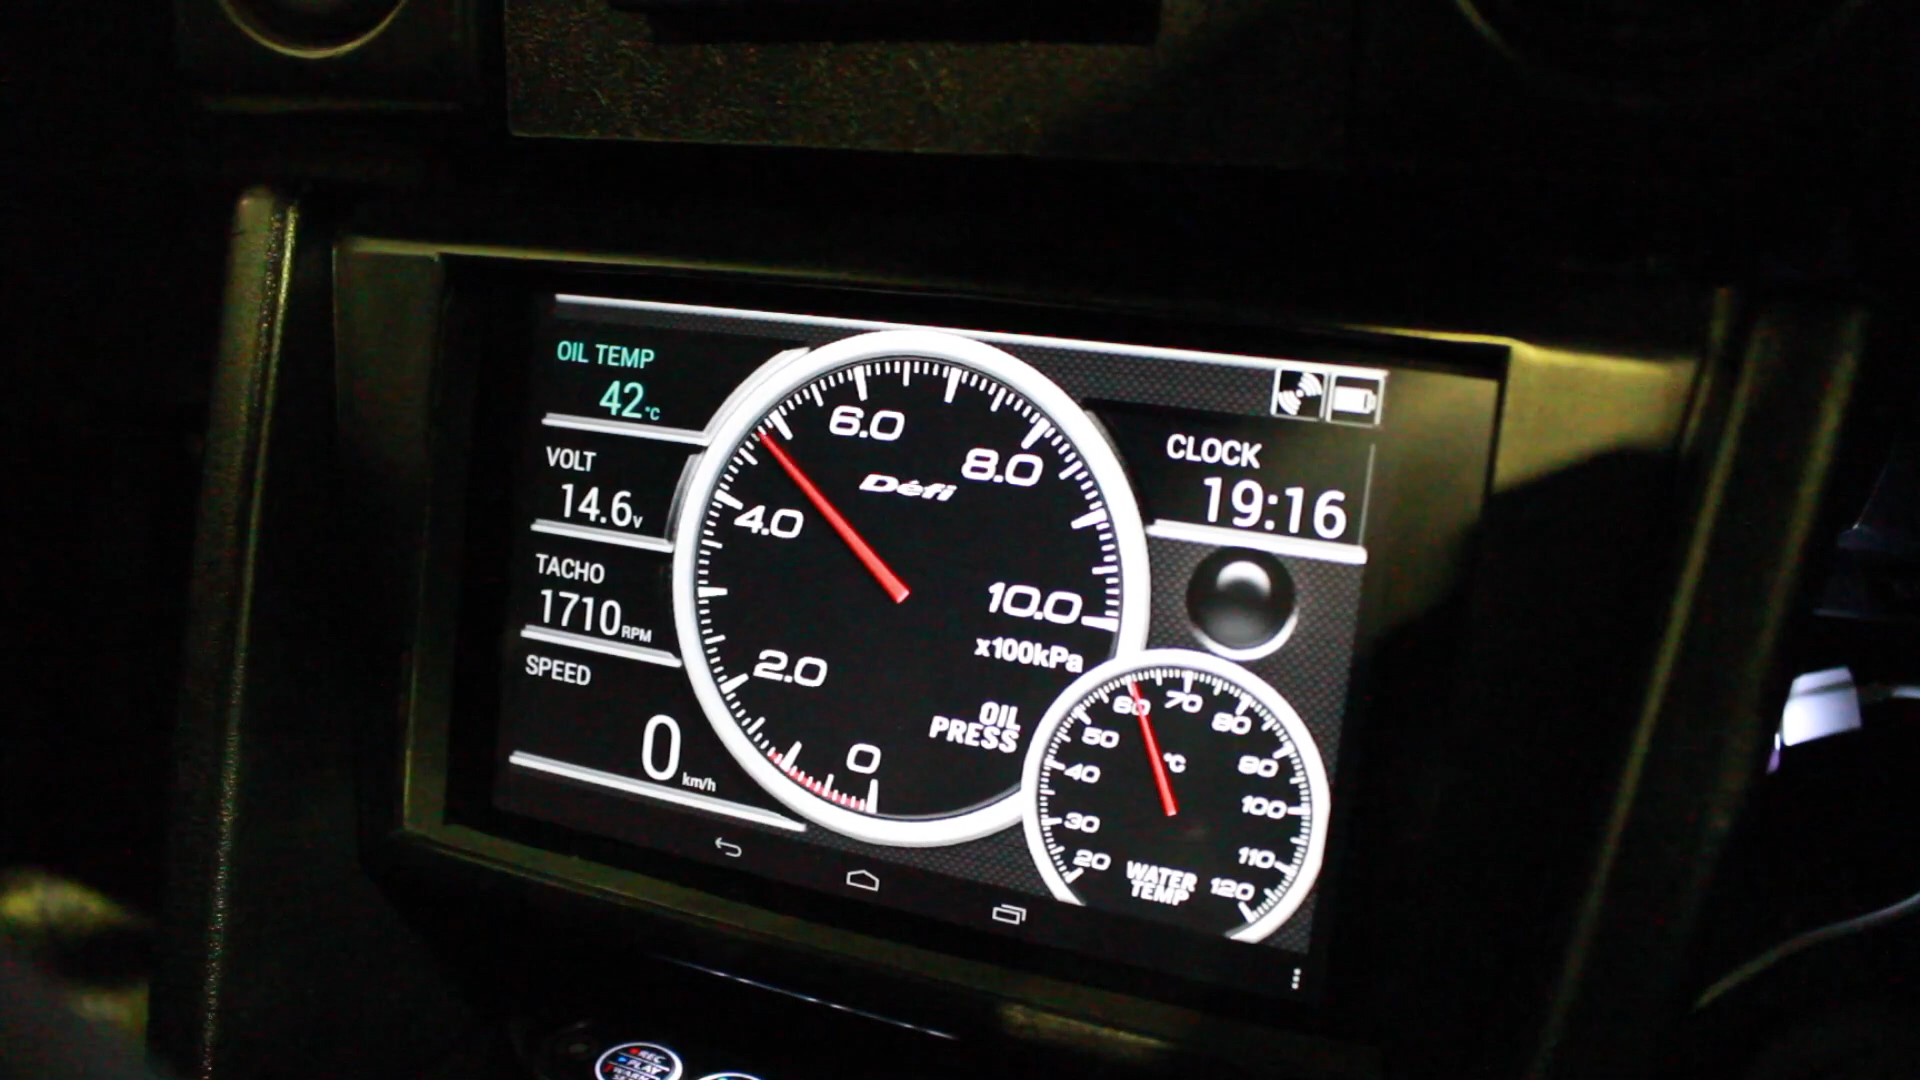 OIL TEMP
42°C
VOLT
14.6V
TACHO
1710RPM
SPEED
0km/h
6.0
8.0
4.0
10.0
2.0
0
Défi
x100kPa
OIL
PRESS
CLOCK
19:16
60
70
80
50
90
40
100
30
110
20
120
°C
WATER
TEMP
REC
PLAY